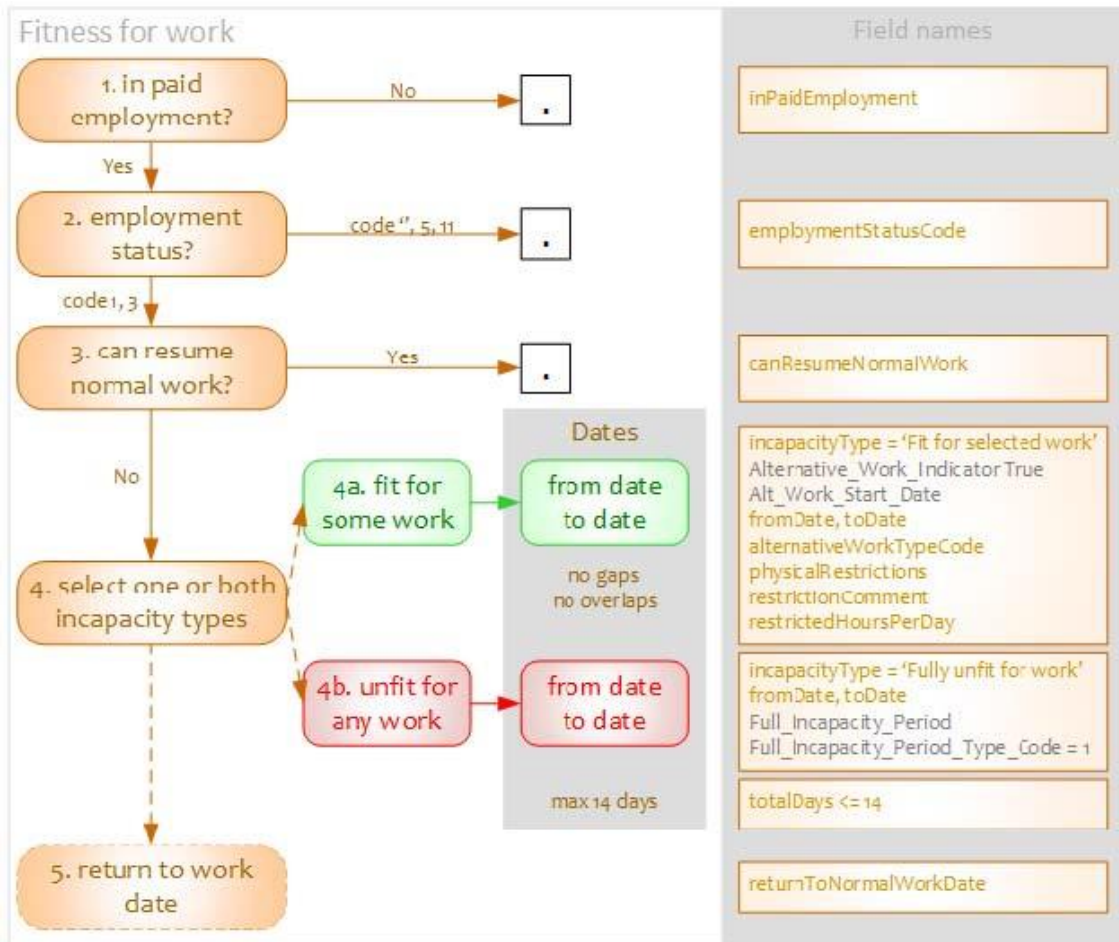 Fitness for work
Field names
1. in paid
employment?
No
.
inPaidEmployment
Yes
2. employment
status?
code '', 5, 11
.
employmentStatusCode
code 1, 3
3. can resume
normal work?
Yes
.
canResumeNormalWork
No
Dates
4a. fit for
some work
from date
to date
no gaps
no overlaps
incapacityType = ‘Fit for selected work’
Alternative_Work_Indicator True
Alt_Work_Start_Date
fromDate, toDate
alternativeWorkTypeCode
physicalRestrictions
restrictionComment
restrictedHoursPerDay
4. select one or both
incapacity types
4b. unfit for
any work
from date
to date
incapacityType = ‘Fully unfit for work’
fromDate, toDate
Full_Incapacity_Period
Full_Incapacity_Period_Type_Code = 1
max 14 days
totalDays <= 14
5. return to work
date
returnToNormalWorkDate